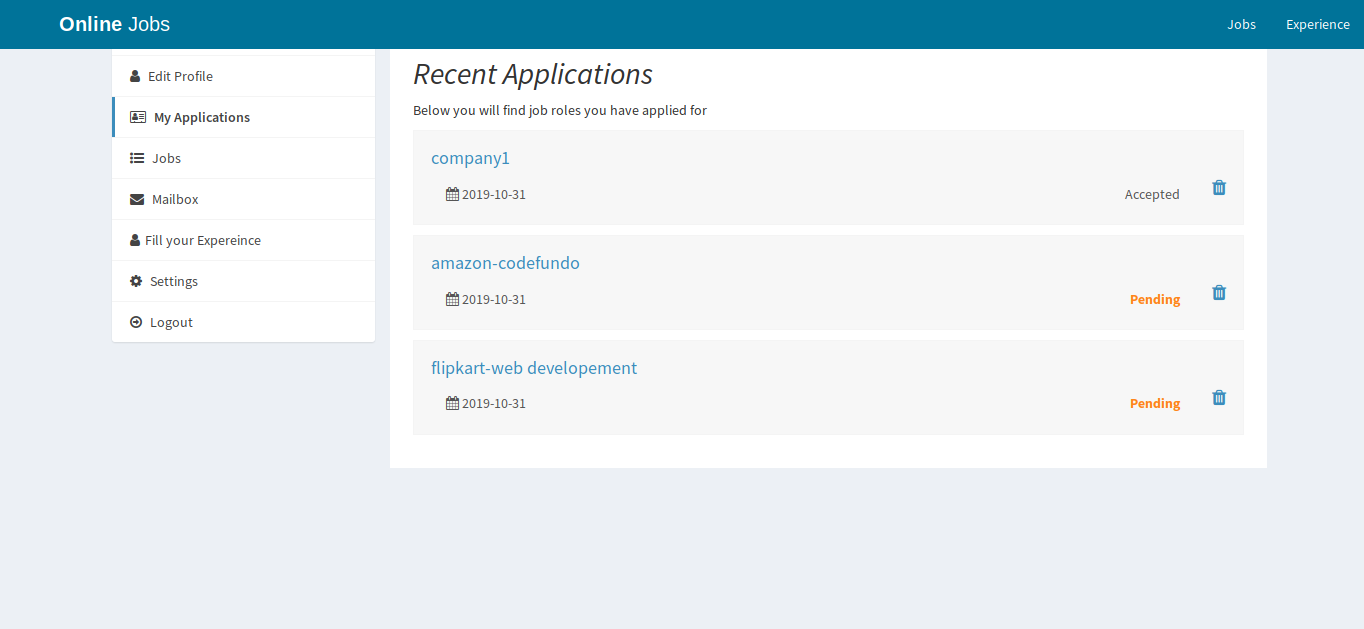 Online Jobs
Jobs
Experience
Edit Profile
My Applications
Jobs
Mailbox
Fill your Expereince
Settings
Logout
Recent Applications
Below you will find job roles you have applied for
company1
2019-10-31
Accepted
amazon-codefundo
2019-10-31
Pending
flipkart-web developement
2019-10-31
Pending